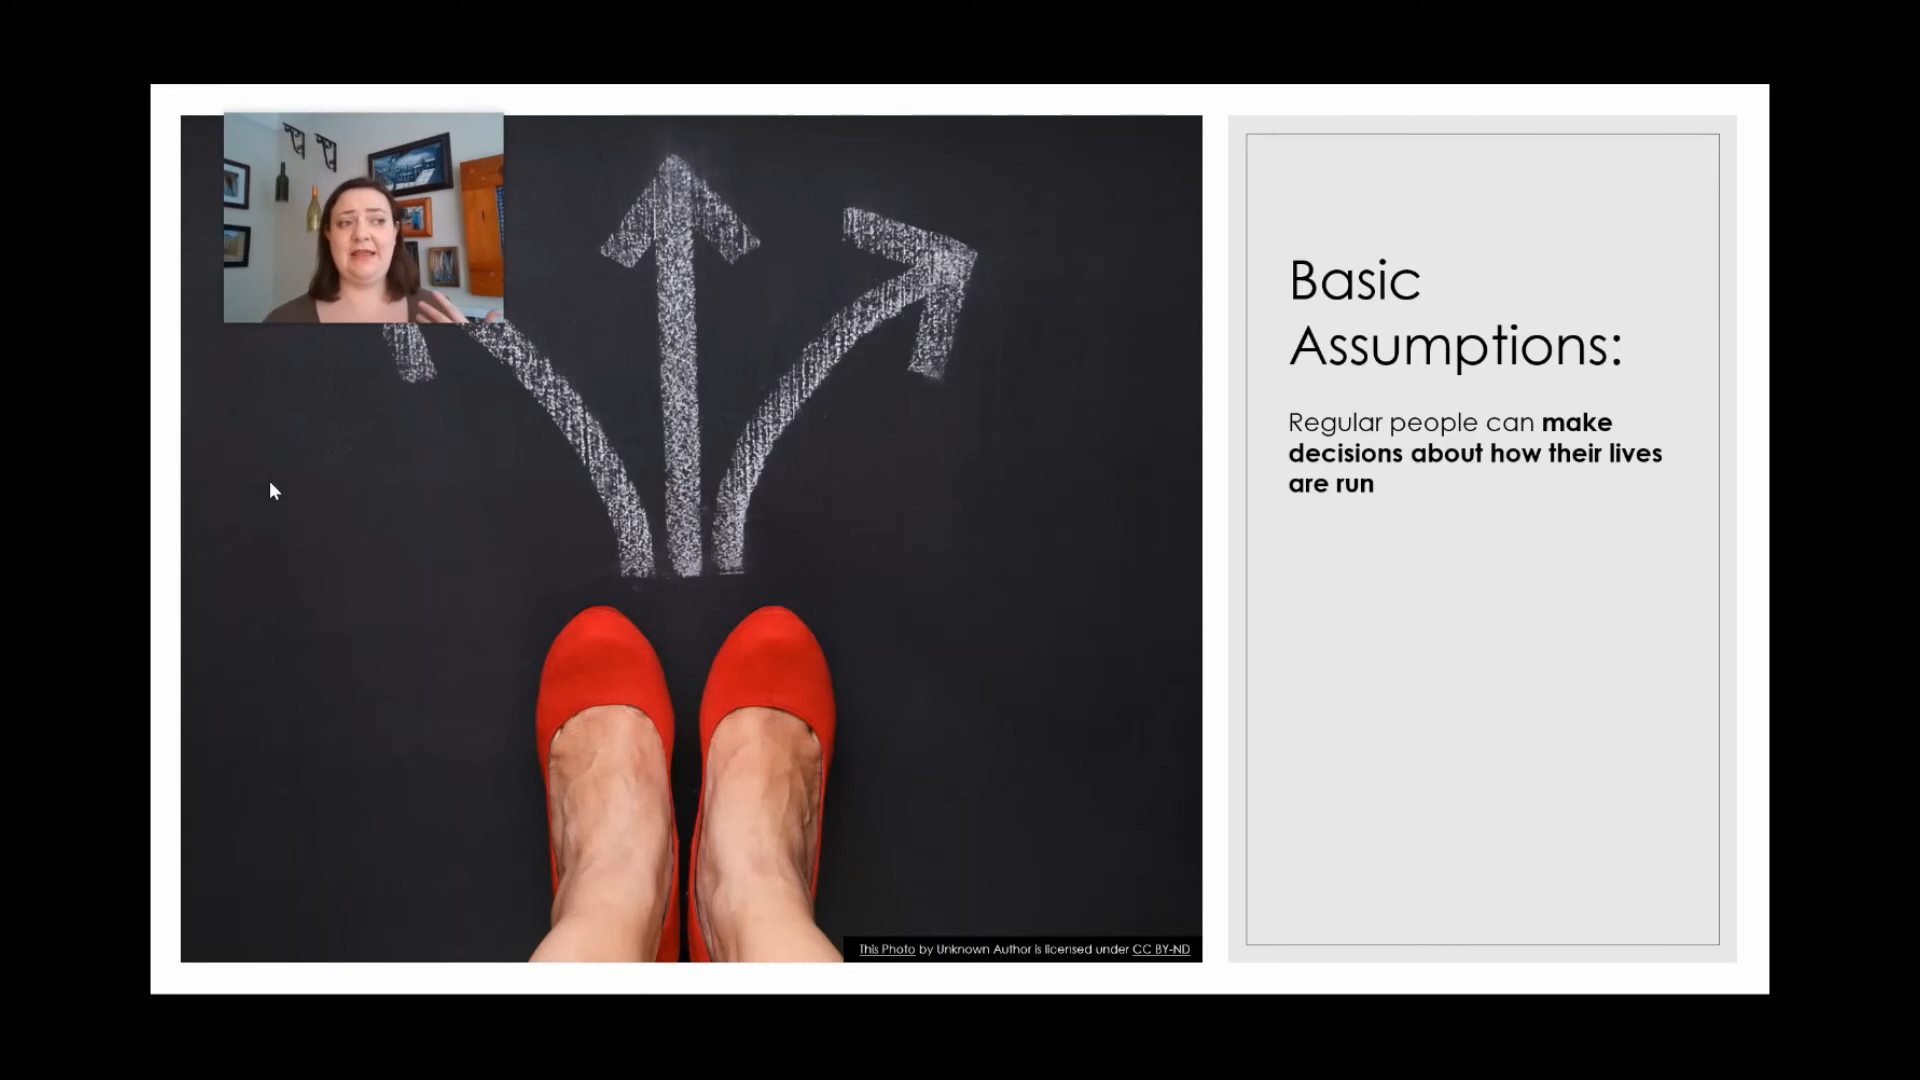 Basic
Assumptions:
Regular people can make
decisions about how their lives
are run
This Photo by Unknown Author is licensed under CC BY-ND